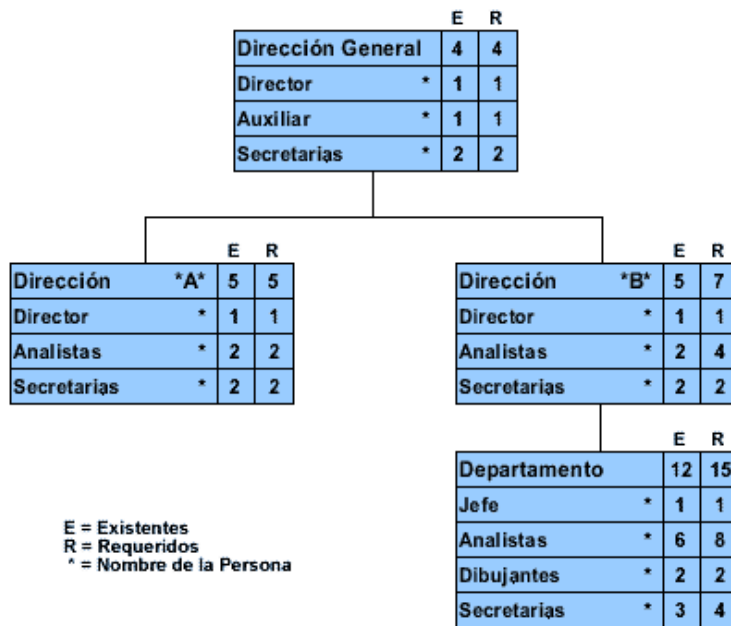 E R
Dirección General 4 4
Director * 1 1
Auxiliar * 1 1
Secretarias * 2 2
E R
Dirección *A* 5 5
Director * 1 1
Analistas * 2 2
Secretarias * 2 2
E R
Dirección *B* 5 7
Director * 1 1
Analistas * 2 4
Secretarias * 2 2
E R
Departamento 12 15
Jefe * 1 1
Analistas * 6 8
Dibujantes * 2 2
Secretarias * 3 4
E = Existentes
R = Requeridos
* = Nombre de la Persona